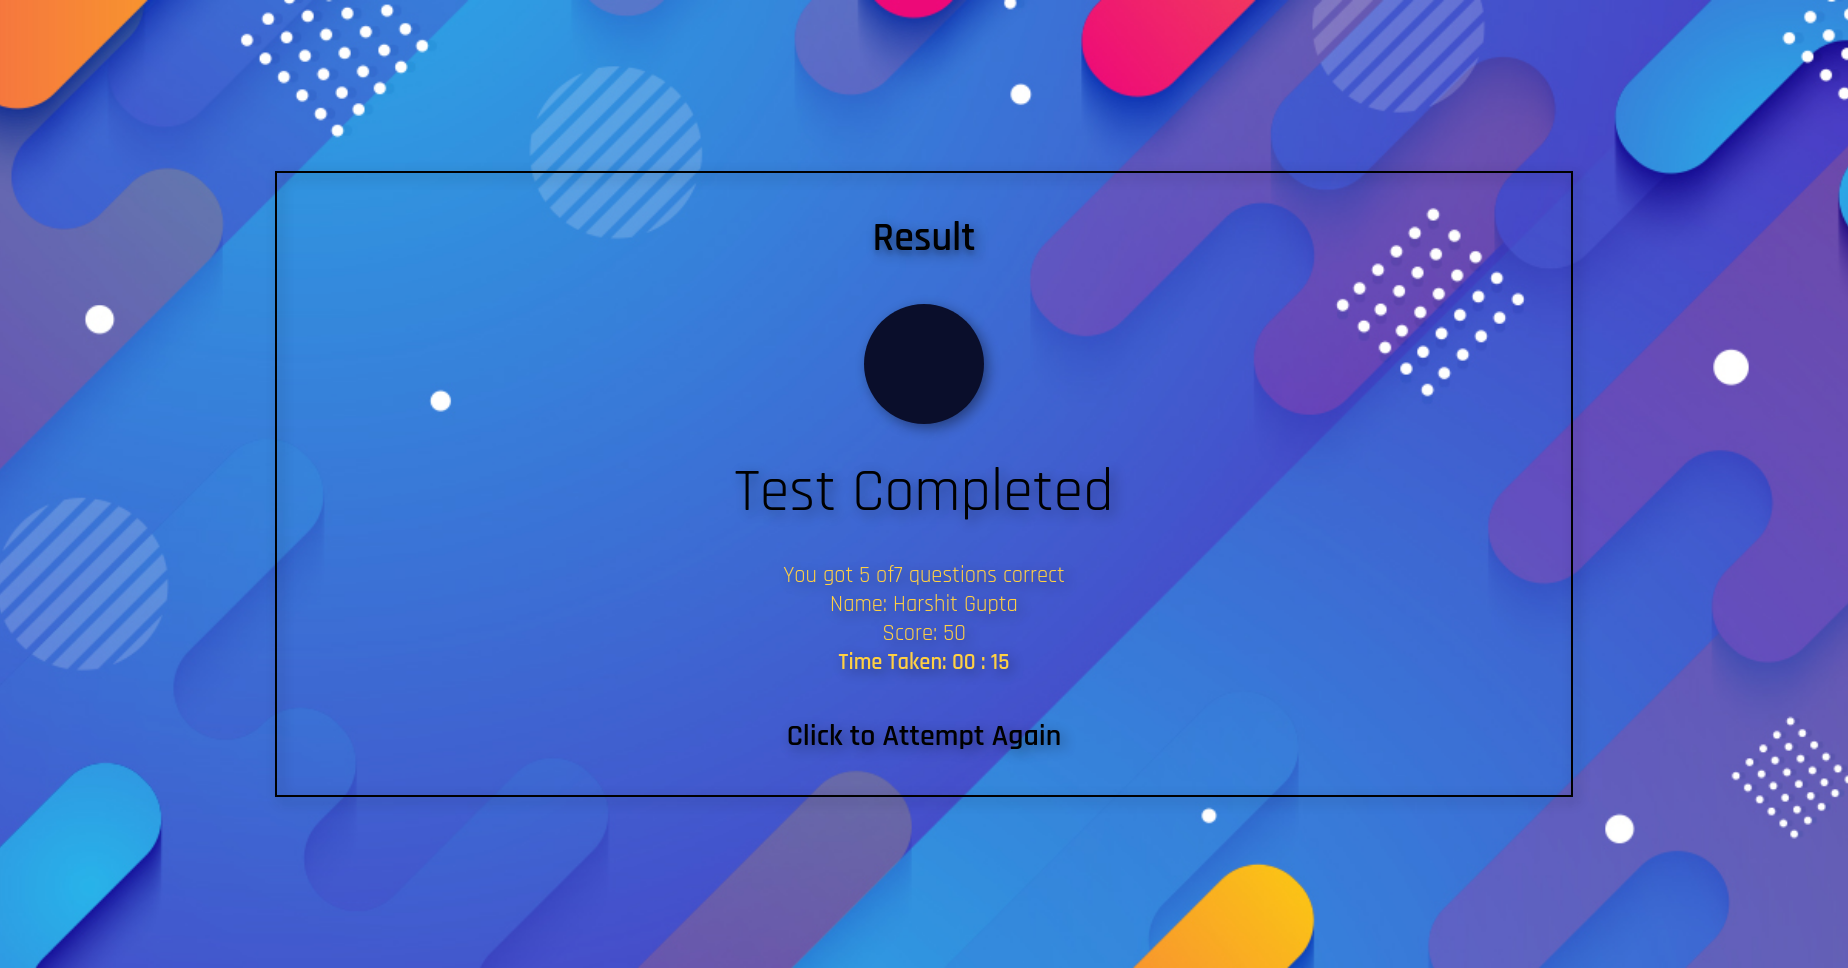 Result
Test Completed
You got 5 of7 questions correct
Name: Harshit Gupta
Score: 50
Time Taken: 00 : 15
Click to Attempt Again